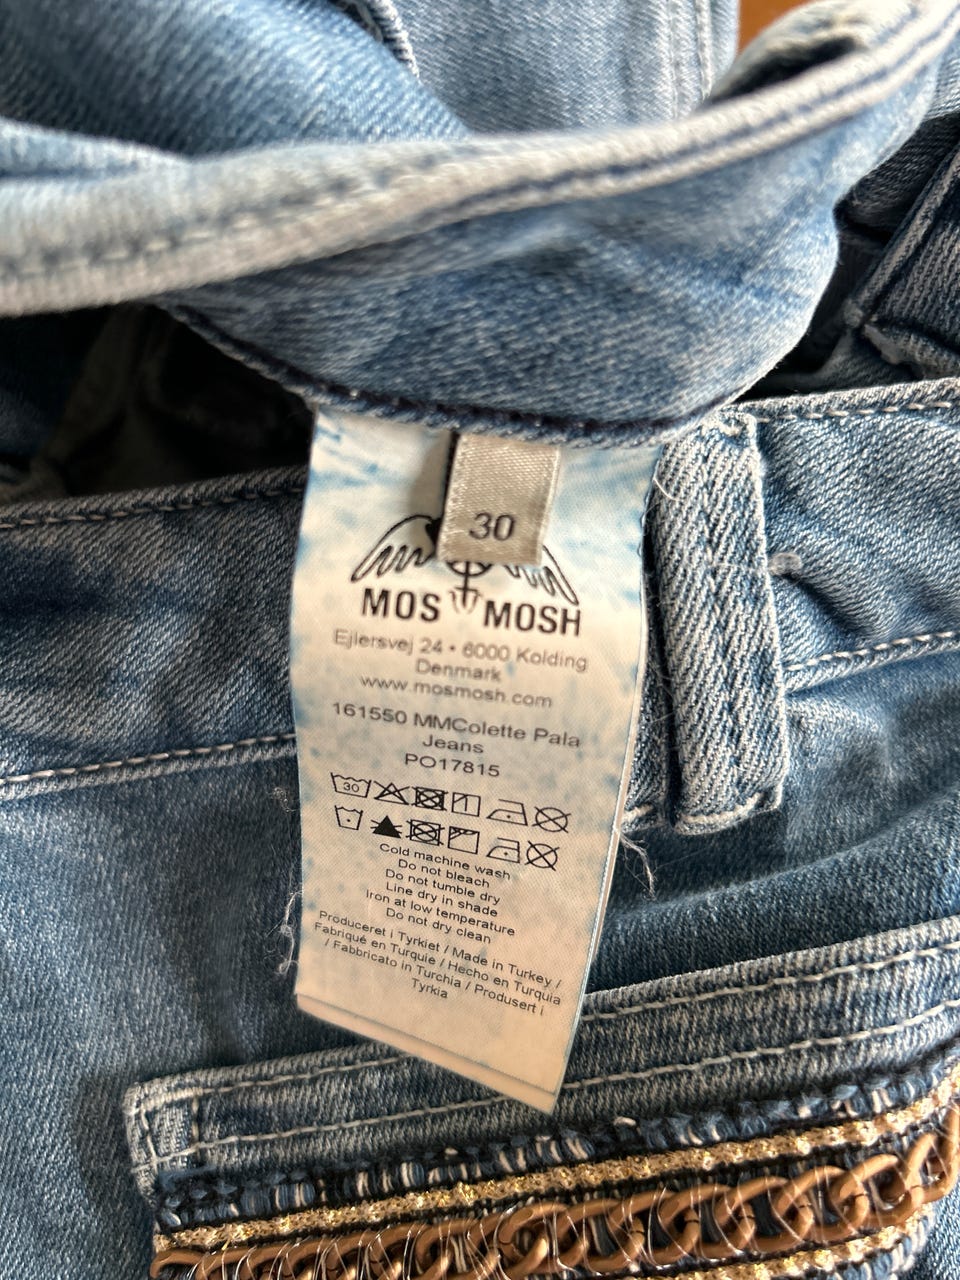 30
MOS MOSH
Ejlersvej 24 • 6000 Kolding
Denmark
www.mosmosh.com
161550 MMColette Pala
Jeans
PO17815
30
Cold machine wash
Do not bleach
Do not tumble dry
Line dry in shade
Iron at low temperature
Do not dry clean
Produceret i Tyrkiet / Made in Turkey /
Fabriqué en Turquie / Hecho en Turquia
/ Fabbricato in Turchia / Produsert i
Tyrkia